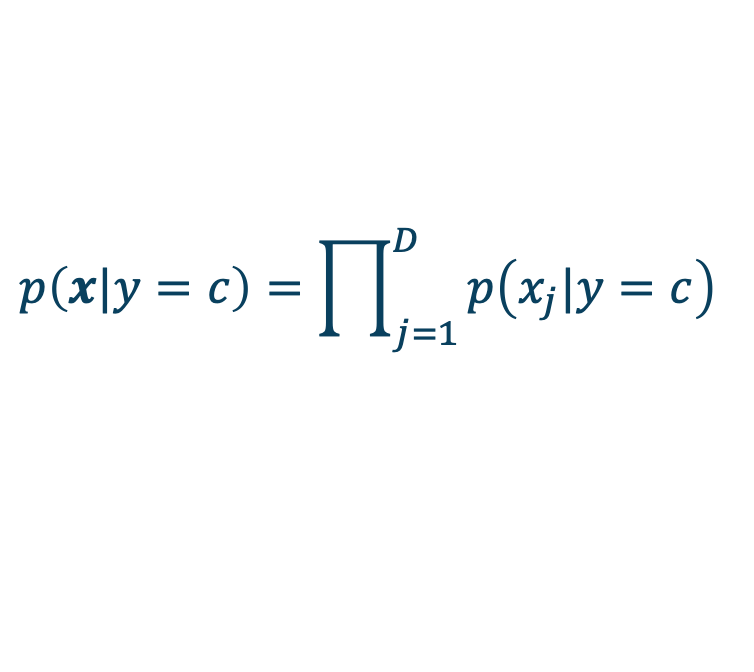 p(x|y = c) = ∏_{j=1}^{D} p(x_j|y = c)